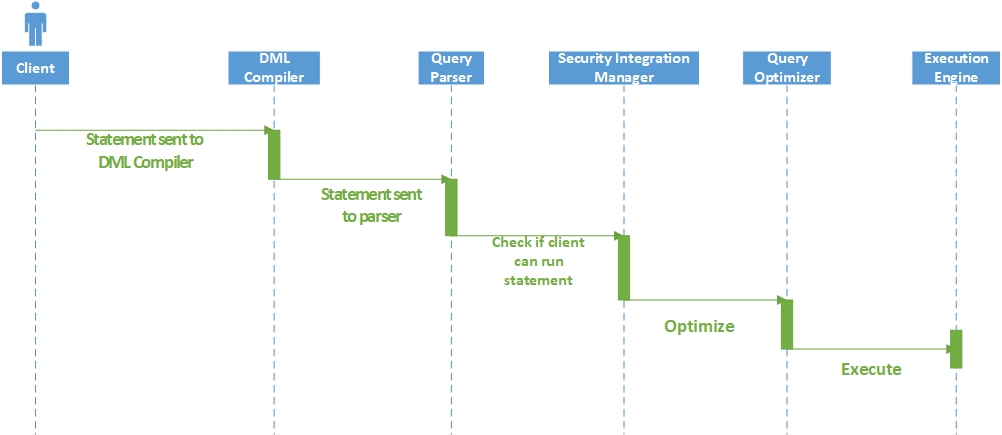 Client
DML
Compiler
Query
Parser
Security Integration
Manager
Query
Optimizer
Execution
Engine
Statement sent to
DML Compiler
Statement sent
to parser
Check if client
can run
statement
Optimize
Execute